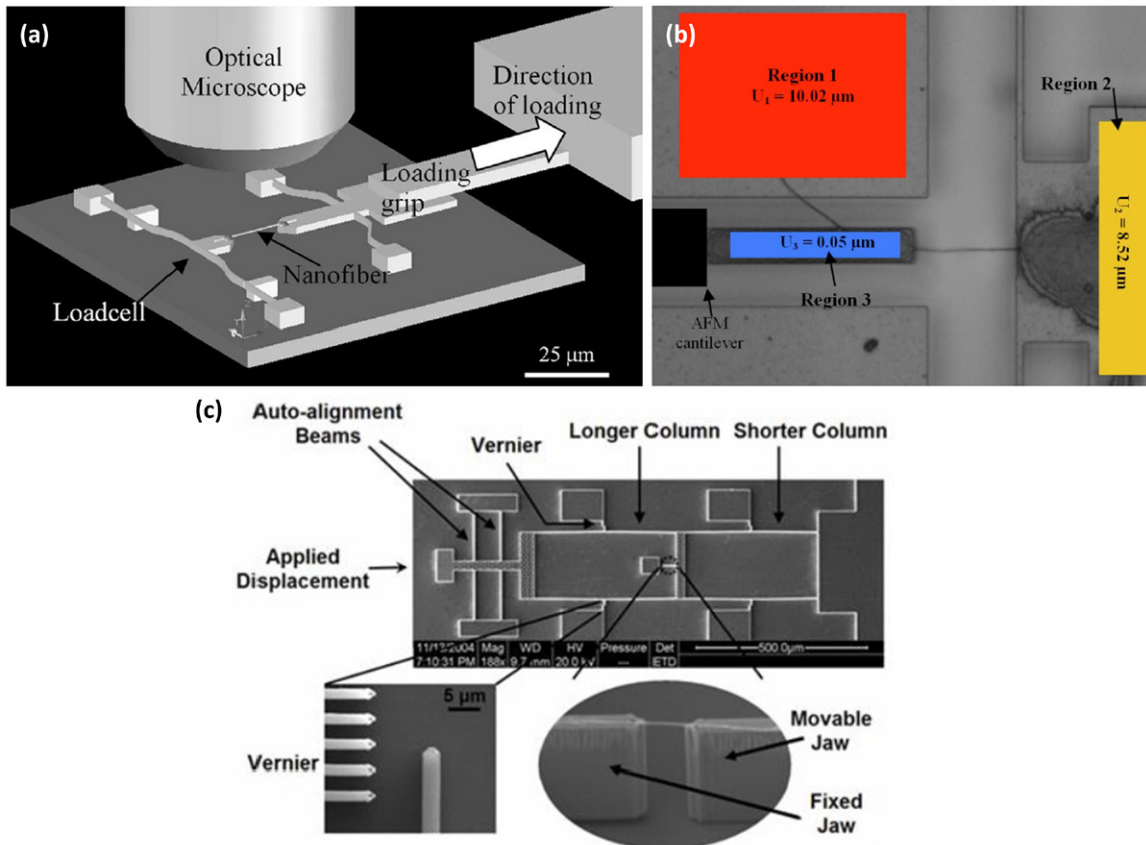 (a)
Optical
Microscope
Direction
of loading
Loading
grip
Nanofiber
Loadcell
25 µm
(b)
Region 1
U₁ = 10.02 µm
Region 2
U₂ = 8.52 µm
U₃ = 0.05 µm
Region 3
AFM
cantilever
(c)
Auto-alignment
Beams
Vernier
Longer Column
Shorter Column
Applied
Displacement
Mag WD HV Pressure Det 500.0µm
7:10:31 PM 188x 9.7 mm 20.0 kV --- ETD
5 µm
Vernier
Movable
Jaw
Fixed
Jaw